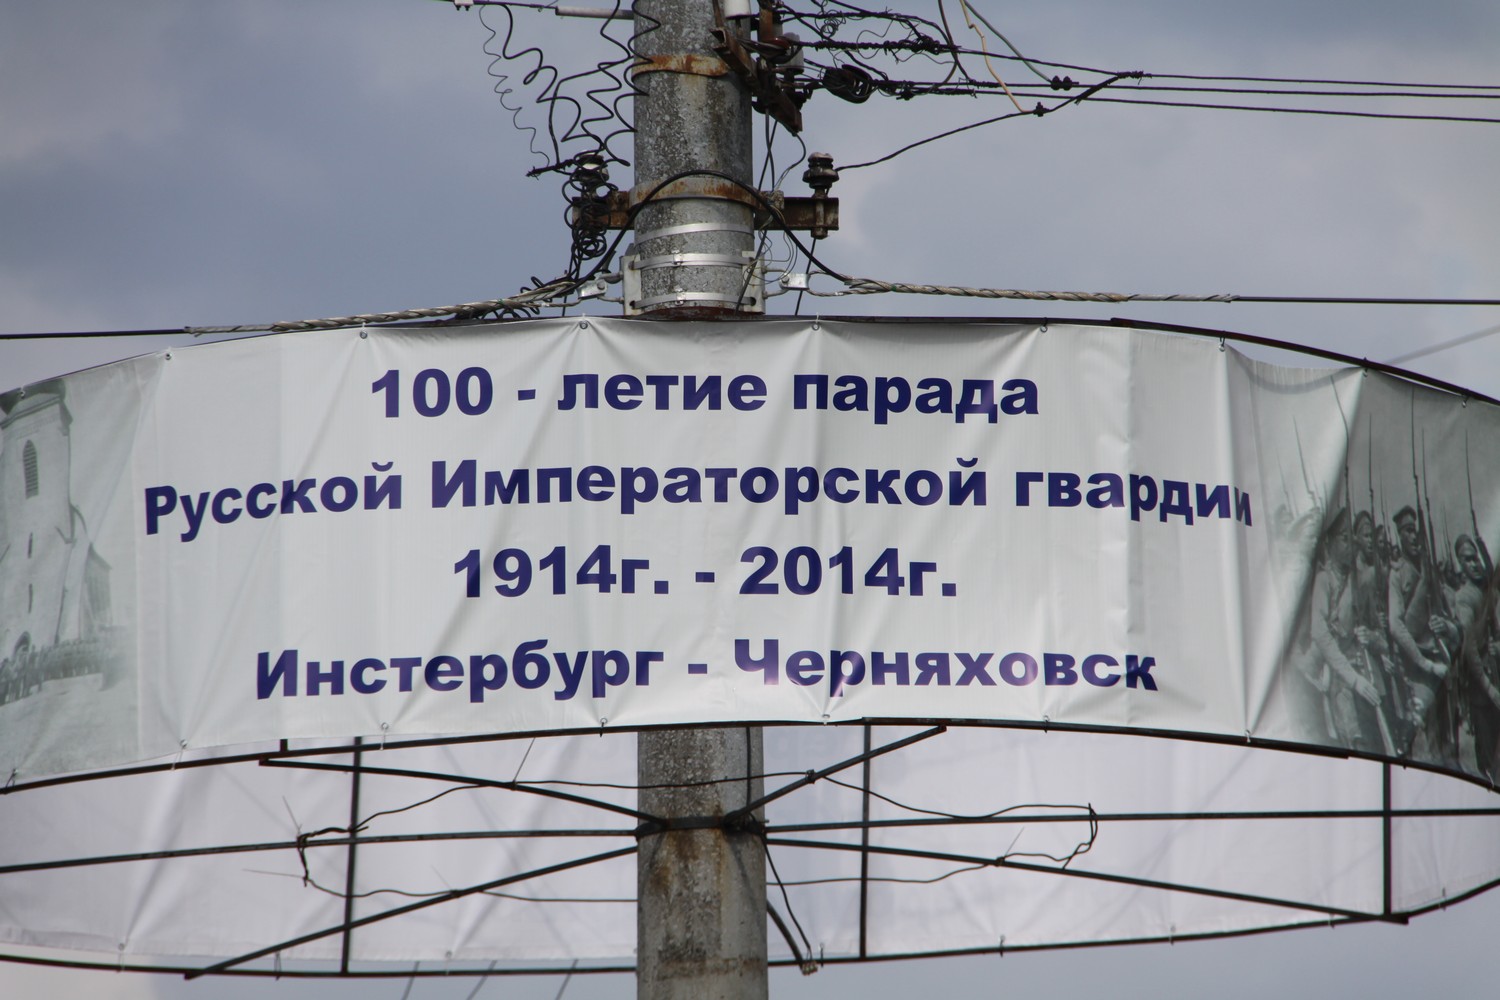 100 - летие парада
Русской Императорской гвардии
1914г. - 2014г.
Инстербург - Черняховск